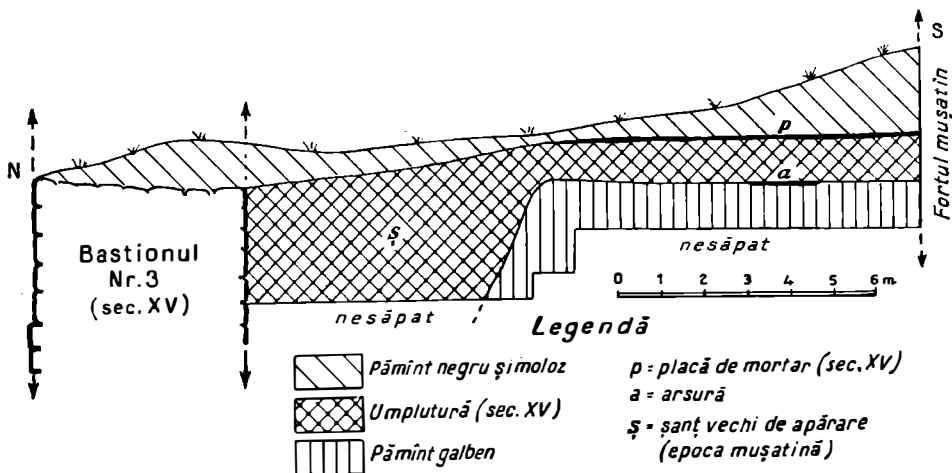 S
N
p
a
ș
Fortul mușatin
Bastionul
Nr.3
(sec. XV)
nesăpat
nesăpat
0 1 2 3 4 5 6 m.
Legendă
Pămînt negru și moloz
Umplutură (sec. XV)
Pămînt galben
p = placă de mortar (sec. XV)
a = arsură
ș = șanț vechi de apărare
(epoca mușatină)